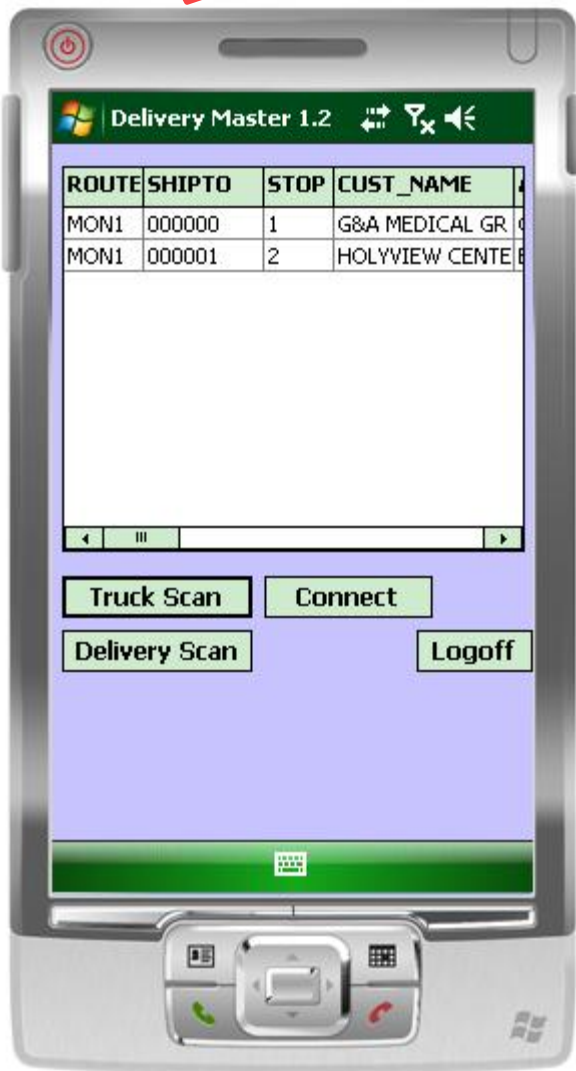 Delivery Master 1.2
ROUTE SHIPTO STOP CUST_NAME
MON1 000000 1 G&A MEDICAL GR
MON1 000001 2 HOLYVIEW CENTE
Truck Scan Connect
Delivery Scan Logoff